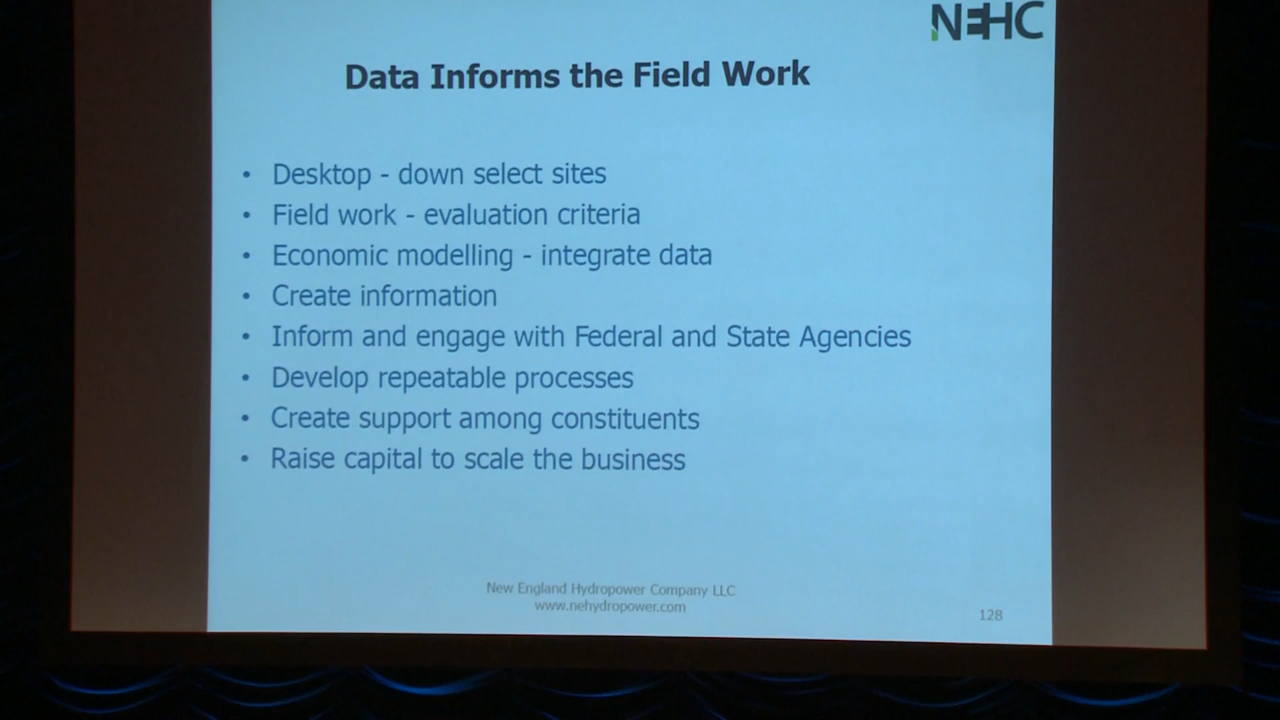 NEHC
Data Informs the Field Work
• Desktop - down select sites
• Field work - evaluation criteria
• Economic modelling - integrate data
• Create information
• Inform and engage with Federal and State Agencies
• Develop repeatable processes
• Create support among constituents
• Raise capital to scale the business
New England Hydropower Company LLC
www.nehydropower.com
128